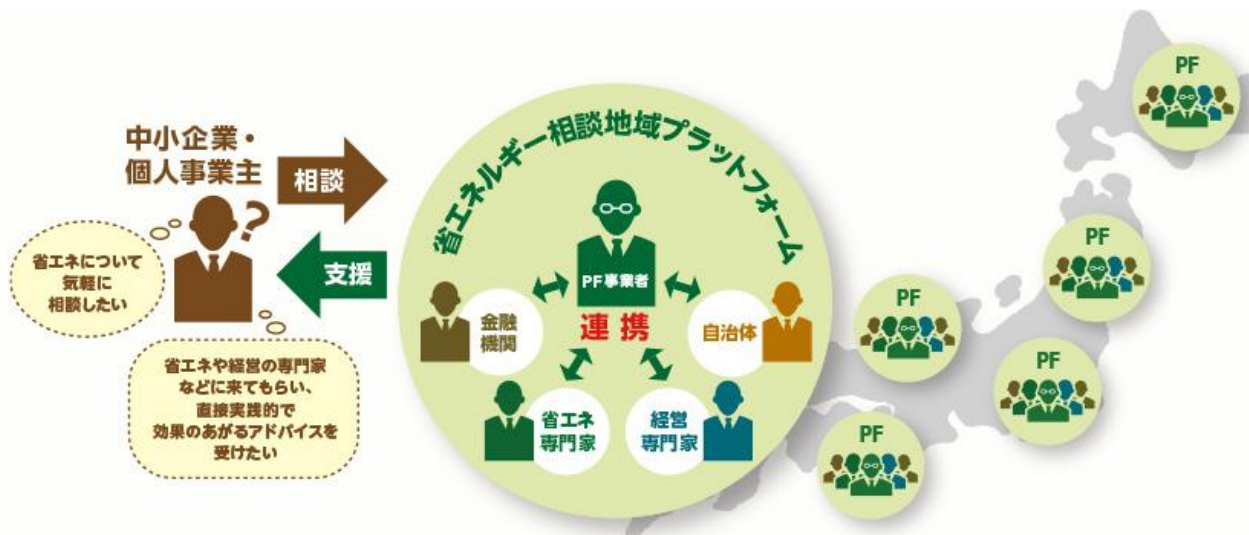 中小企業・
個人事業主
相談
支援
?
省エネについて
気軽に
相談したい
省エネや経営の専門家
などに来てもらい、
直接実践的で
効果のあがるアドバイスを
受けたい
省エネルギー相談地域プラットフォーム
PF事業者
連携
金融
機関
自治体
省エネ
専門家
経営
専門家
PF
PF
PF
PF
PF